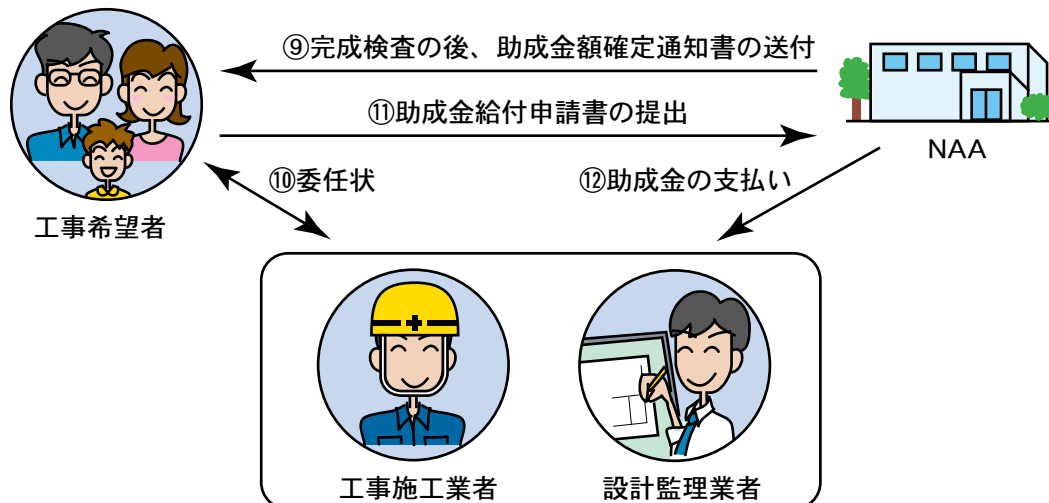 ⑨完成検査の後、助成金額確定通知書の送付
⑪助成金給付申請書の提出
NAA
⑩委任状
⑫助成金の支払い
工事希望者
工事施工業者
設計監理業者